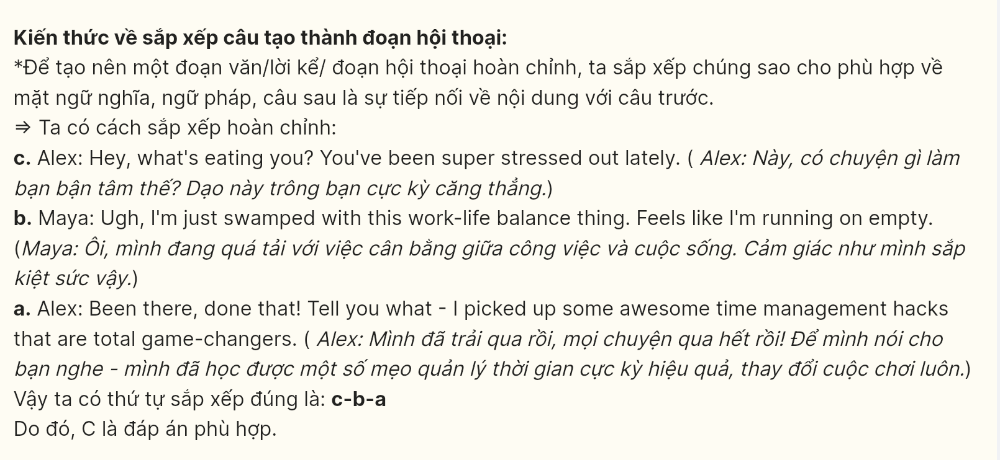 Kiến thức về sắp xếp câu tạo thành đoạn hội thoại:
*Để tạo nên một đoạn văn/lời kể/ đoạn hội thoại hoàn chỉnh, ta sắp xếp chúng sao cho phù hợp về
mặt ngữ nghĩa, ngữ pháp, câu sau là sự tiếp nối về nội dung với câu trước.
⇒ Ta có cách sắp xếp hoàn chỉnh:
c. Alex: Hey, what's eating you? You've been super stressed out lately. ( Alex: Này, có chuyện gì làm
bạn bận tâm thế? Dạo này trông bạn cực kỳ căng thẳng.)
b. Maya: Ugh, I'm just swamped with this work-life balance thing. Feels like I'm running on empty.
(Maya: Ôi, mình đang quá tải với việc cân bằng giữa công việc và cuộc sống. Cảm giác như mình sắp
kiệt sức vậy.)
a. Alex: Been there, done that! Tell you what - I picked up some awesome time management hacks
that are total game-changers. ( Alex: Mình đã trải qua rồi, mọi chuyện qua hết rồi! Để mình nói cho
bạn nghe - mình đã học được một số mẹo quản lý thời gian cực kỳ hiệu quả, thay đổi cuộc chơi luôn.)
Vậy ta có thứ tự sắp xếp đúng là: c-b-a
Do đó, C là đáp án phù hợp.